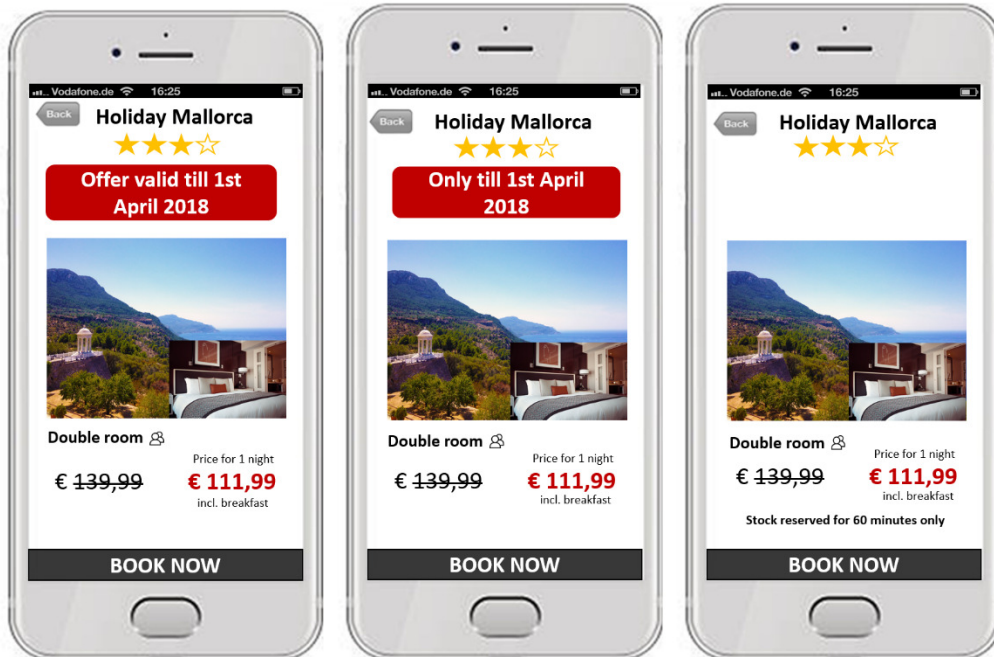 Vodafone.de 16:25
Back
Holiday Mallorca
Offer valid till 1st
April 2018
Double room
Price for 1 night
€ 139,99
€ 111,99
incl. breakfast
BOOK NOW
Vodafone.de 16:25
Back
Holiday Mallorca
Only till 1st April
2018
Double room
Price for 1 night
€ 139,99
€ 111,99
incl. breakfast
BOOK NOW
Vodafone.de 16:25
Back
Holiday Mallorca
Double room
Price for 1 night
€ 139,99
€ 111,99
incl. breakfast
Stock reserved for 60 minutes only
BOOK NOW